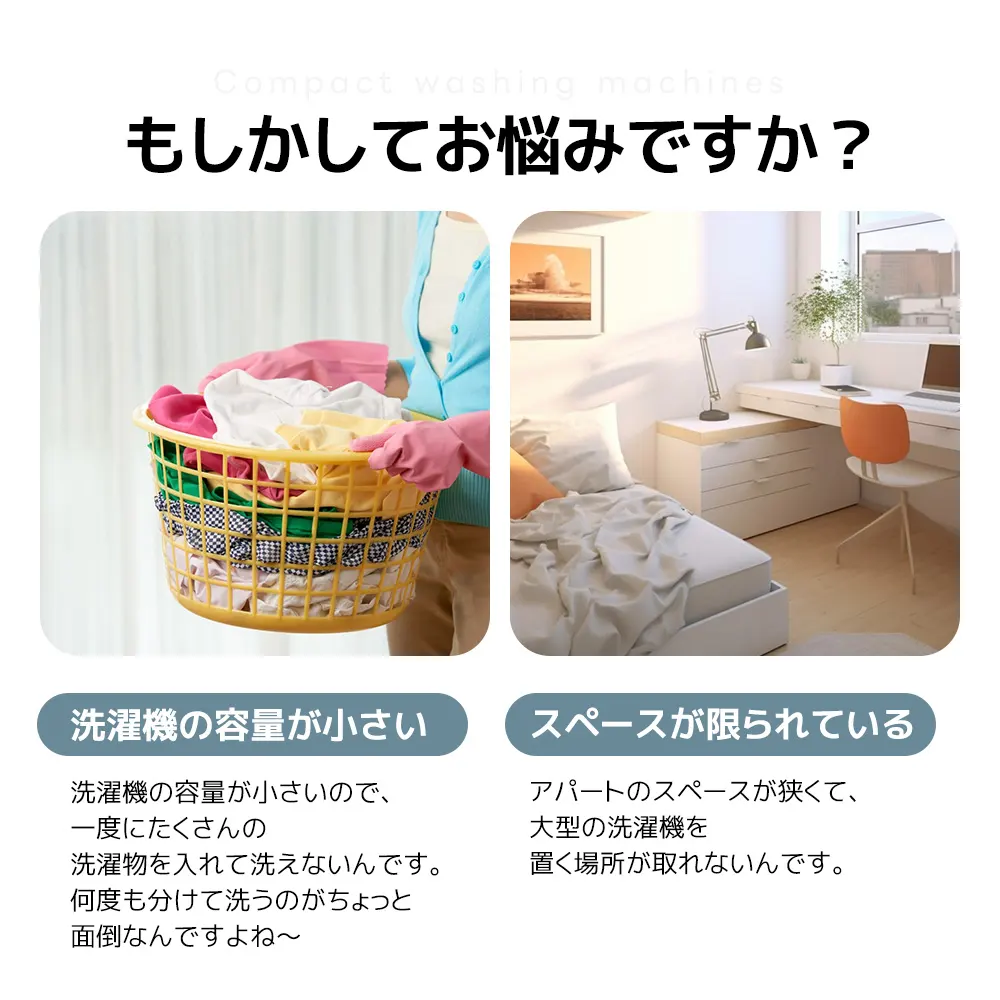 Compact washing machines
もしかしてお悩みですか？
洗濯機の容量が小さい
スペースが限られている
洗濯機の容量が小さいので、
一度にたくさんの
洗濯物を入れて洗えないんです。
何度も分けて洗うのがちょっと
面倒なんですよね〜
アパートのスペースが狭くて、
大型の洗濯機を
置く場所が取れないんです。